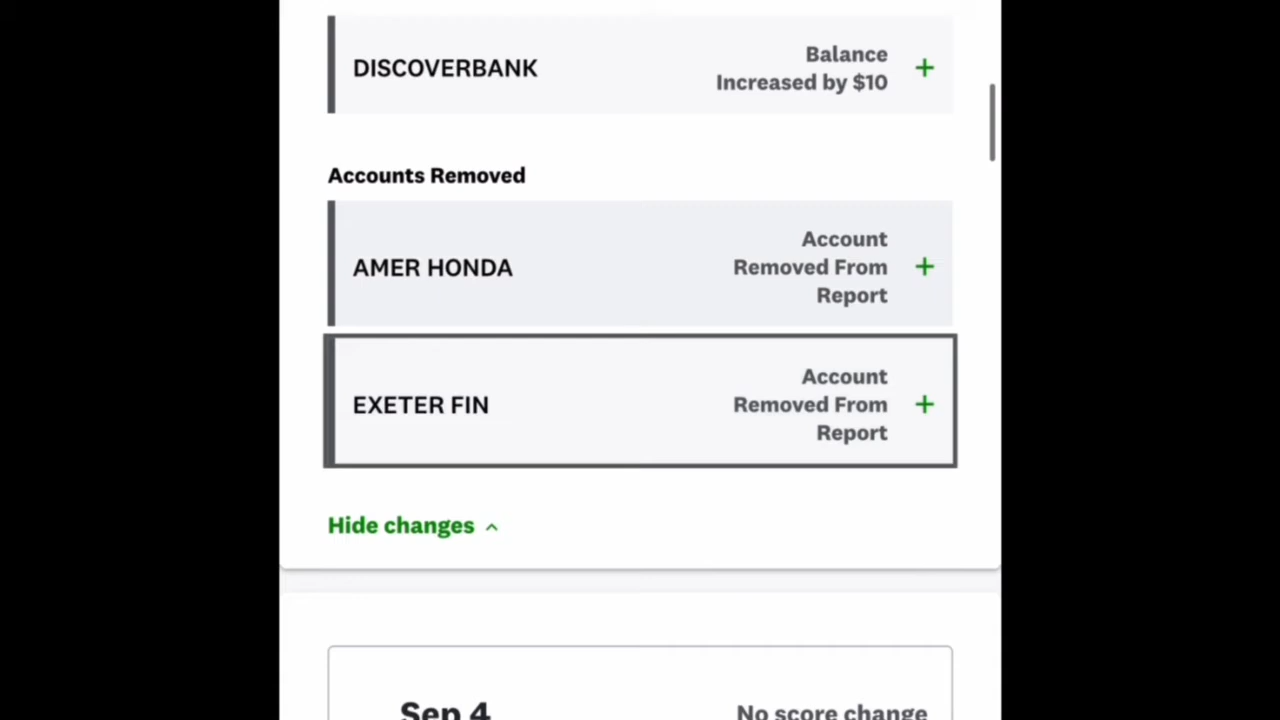 DISCOVERBANK
Balance
Increased by $10
Accounts Removed
AMER HONDA
Account
Removed From
Report
EXETER FIN
Account
Removed From
Report
Hide changes
Sep 4
No score change